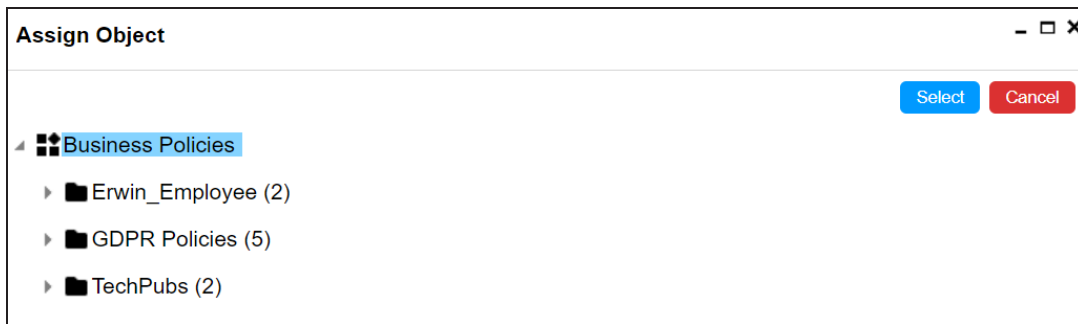 Assign Object
Select Cancel
Business Policies
Erwin_Employee (2)
GDPR Policies (5)
TechPubs (2)